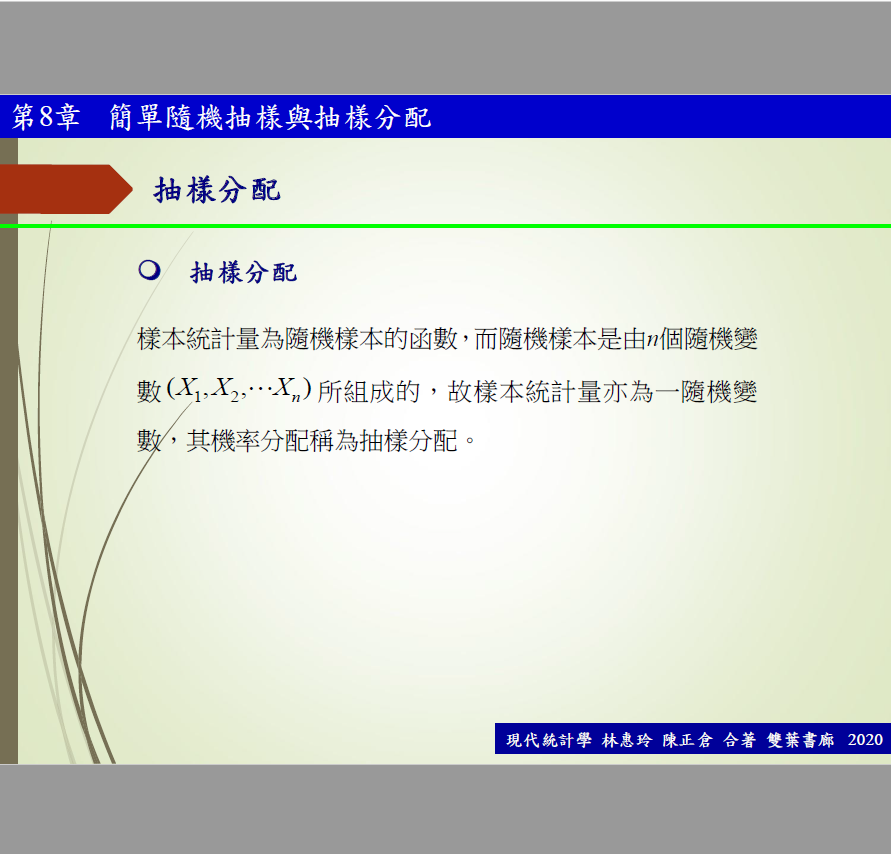 第8章 簡單隨機抽樣與抽樣分配
抽樣分配
抽樣分配
樣本統計量為隨機樣本的函數,而隨機樣本是由n個隨機變
數(X₁,X₂,⋯Xₙ)所組成的,故樣本統計量亦為一隨機變
數,其機率分配稱為抽樣分配。
現代統計學 林惠玲 陳正倉 合著 雙葉書廊 2020